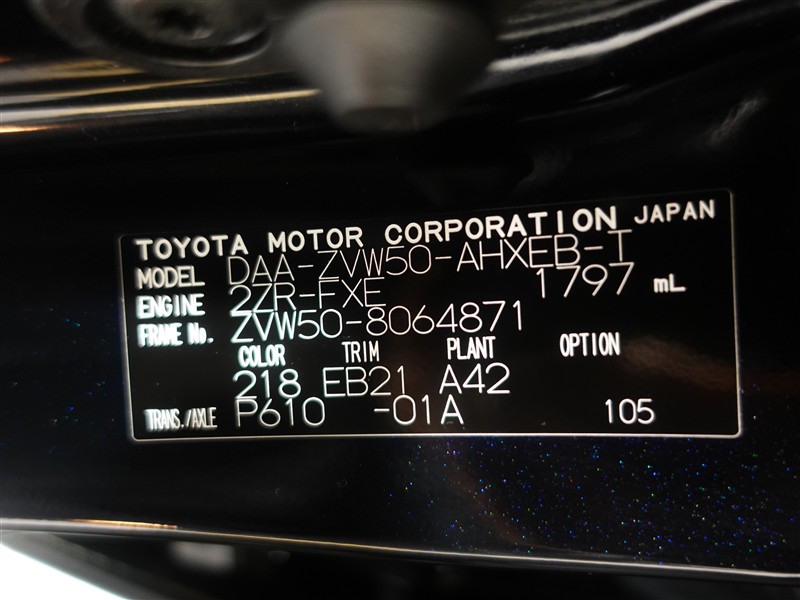 TOYOTA MOTOR CORPORATION JAPAN
MODEL DAA-ZVW50-AHXEB-T
ENGINE 2ZR-FXE 1797 mL
FRAME No. ZVW50-8064871
COLOR TRIM PLANT OPTION
218 EB21 A42
TRANS./AXLE P610 -01A 105